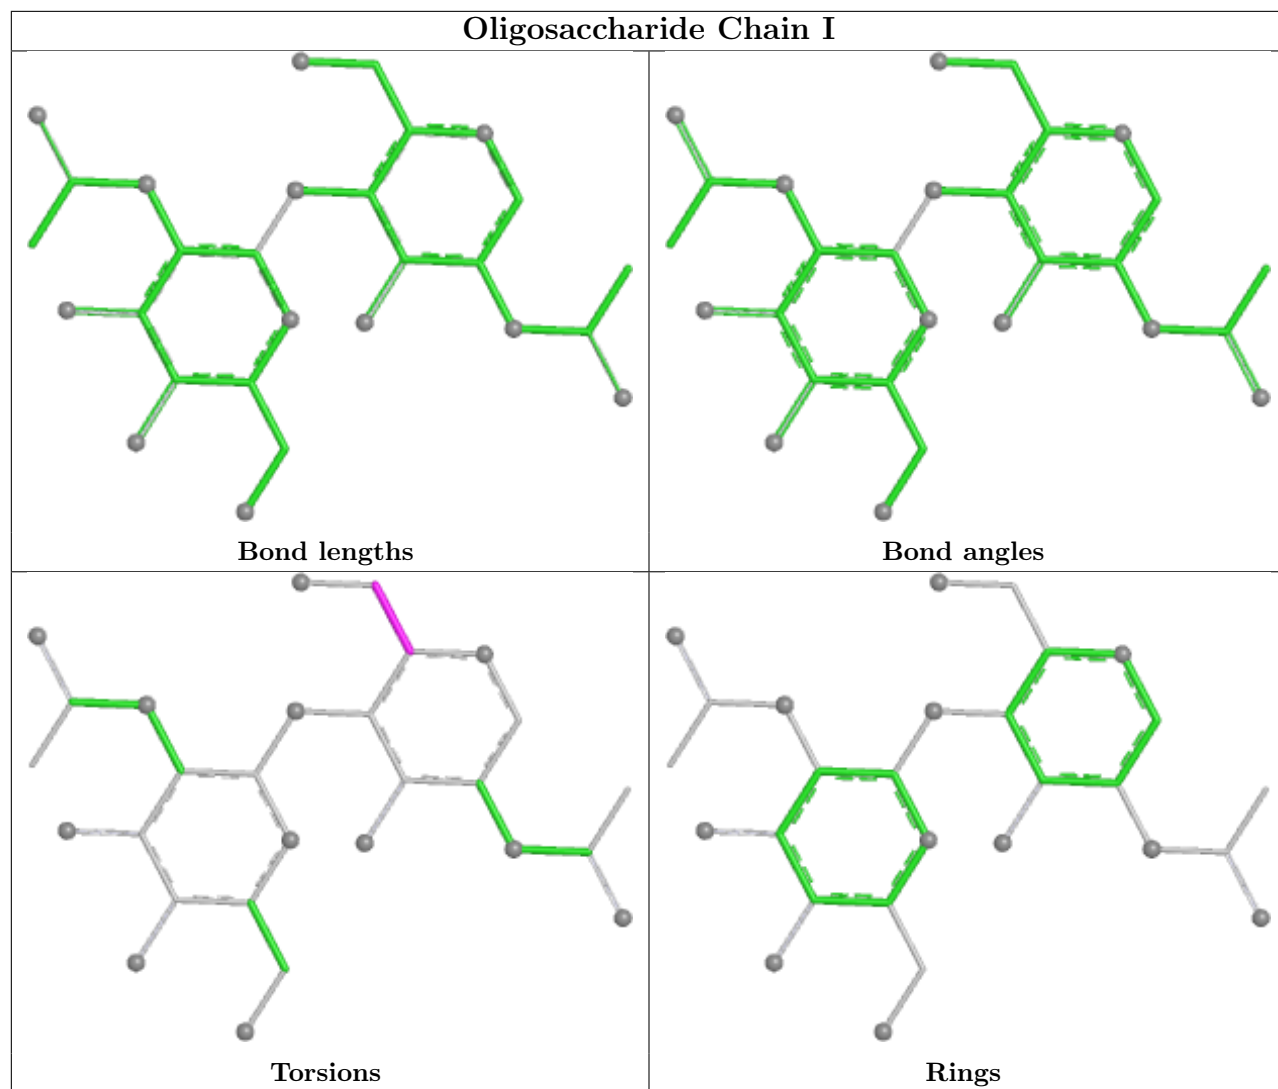 Oligosaccharide Chain I
Bond lengths
Bond angles
Torsions
Rings